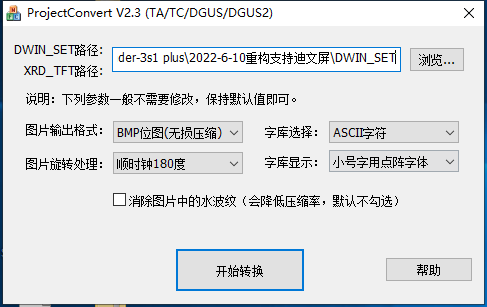 ProjectConvert V2.3 (TA/TC/DGUS/DGUS2)
DWIN_SET路径: der-3s1 plus\2022-6-10重构支持迪文屏\DWIN_SET 浏览...
XRD_TFT路径:
说明：下列参数一般不需要修改，保持默认值即可。
图片输出格式: BMP位图(无损压缩) 字库选择: ASCII字符
图片旋转处理: 顺时钟180度 字库显示: 小号字用点阵字体
消除图片中的水波纹（会降低压缩率，默认不勾选）
开始转换 帮助